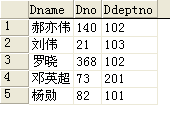 Dname Dno Ddeptno
1 郝亦伟 140 102
2 刘伟 21 103
3 罗晓 368 102
4 邓英超 73 201
5 杨勋 82 101